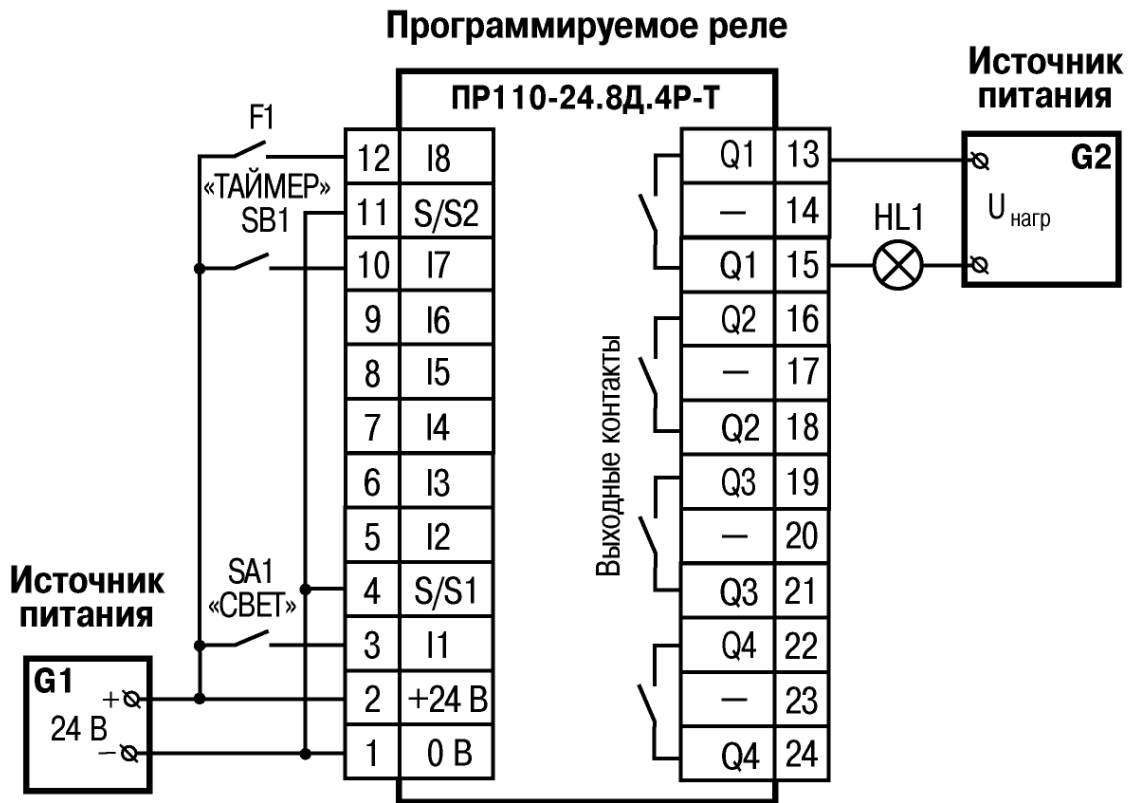 Программируемое реле
Источник
питания
ПР110-24.8Д.4Р-Т
F1
12 I8
«ТАЙМЕР»
SB1
11 S/S2
10 I7
9 I6
8 I5
7 I4
6 I3
5 I2
SA1
«СВЕТ»
4 S/S1
3 I1
2 +24 В
1 0 В
Источник
питания
G1
+
24 В
–
Выходные контакты
Q1 13
— 14
Q1 15
Q2 16
— 17
Q2 18
Q3 19
— 20
Q3 21
Q4 22
— 23
Q4 24
HL1
G2
U нагр